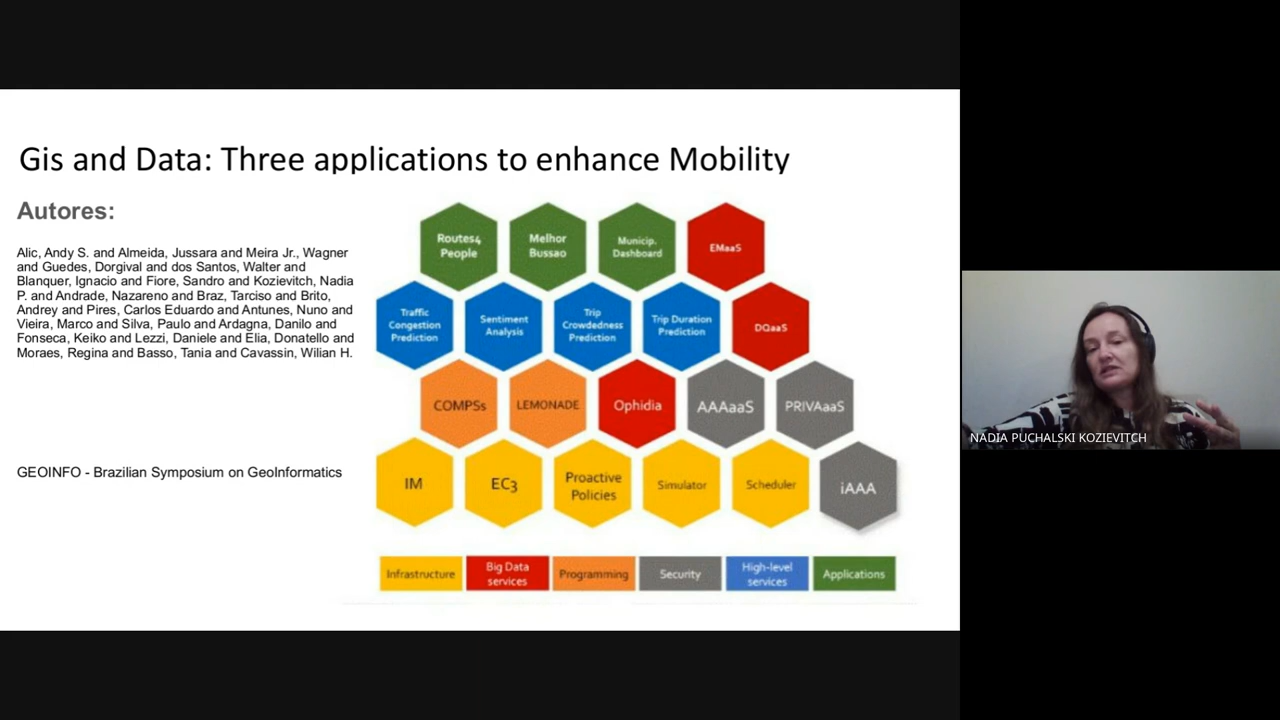 Gis and Data: Three applications to enhance Mobility
Autores:
Alic, Andy S. and Almeida, Jussara and Meira Jr., Wagner
and Guedes, Dorgival and dos Santos, Walter and
Blanquer, Ignacio and Fiore, Sandro and Kozievitch, Nadia
P. and Andrade, Nazareno and Braz, Tarciso and Brito,
Andrey and Pires, Carlos Eduardo and Antunes, Nuno and
Vieira, Marco and Silva, Paulo and Ardagna, Danilo and
Fonseca, Keiko and Lezzi, Daniele and Elia, Donatello and
Moraes, Regina and Basso, Tania and Cavassin, Wilian H.
GEOINFO - Brazilian Symposium on GeoInformatics
Routes4
People
Melhor
Bussao
Municip.
Dashboard
EMaaS
Traffic
Congestion
Prediction
Sentiment
Analysis
Trip
Crowdedness
Prediction
Trip Duration
Prediction
DQaaS
COMPSs
LEMONADE
Ophidia
AAAaaS
PRIVAaaS
IM
EC3
Proactive
Policies
Simulator
Scheduler
iAAA
Infrastructure
Big Data
services
Programming
Security
High-level
services
Applications
NADIA PUCHALSKI KOZIEVITCH